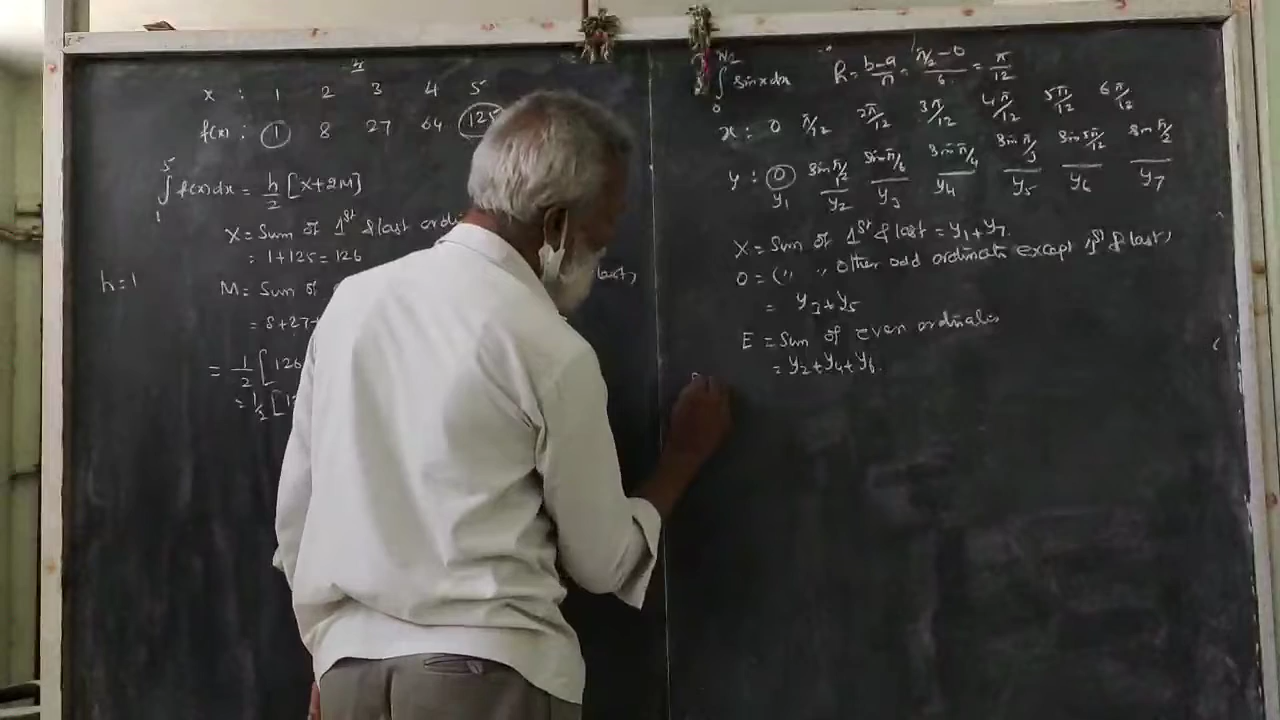 x : 1 2 3 4 5
f(x) : 1 8 27 64 125
5
∫ f(x) dx = h/2 [X+2M]
1
X = Sum of 1st & last
= 1+125 = 126
h = 1
M = Sum of last,
= 8+27+
= 1/2 [126
= 1/2 [
π/2
∫ sinx dx h = b-a/n = π/2-0/6 = π/12
0
x : 0 π/12 2π/12 3π/12 4π/12 5π/12 6π/12
y : 0 Sin π/12 Sin π/6 Sin π/4 Sin π/3 Sin 5π/12 Sin π/2
y1 y2 y3 y4 y5 y6 y7
X = Sum of 1st & last = y1+y7.
O = (" " other odd ordinate except 1st & last)
= y3+y5
E = Sum of even ordinates
= y2+y4+y6.